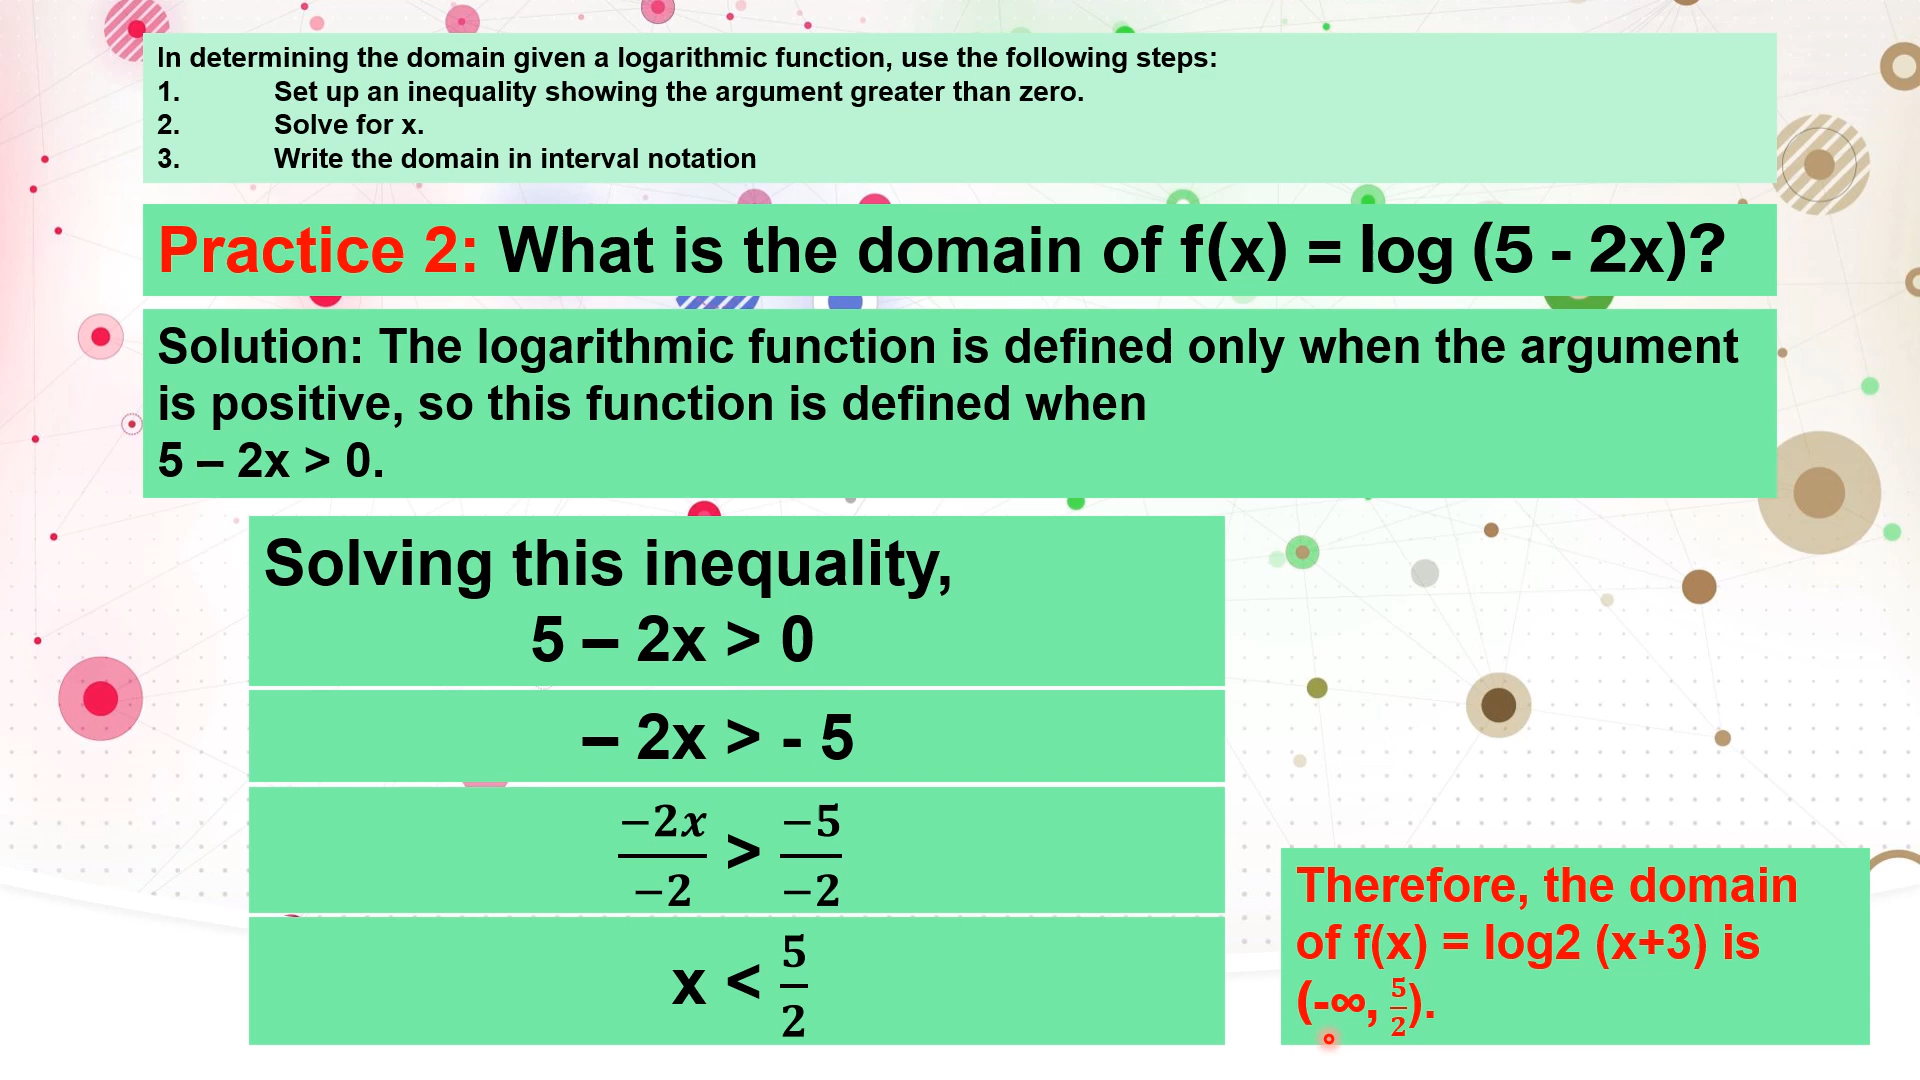 In determining the domain given a logarithmic function, use the following steps:
1. Set up an inequality showing the argument greater than zero.
2. Solve for x.
3. Write the domain in interval notation
Practice 2: What is the domain of f(x) = log (5 - 2x)?
Solution: The logarithmic function is defined only when the argument
is positive, so this function is defined when
5 – 2x > 0.
Solving this inequality,
5 – 2x > 0
– 2x > - 5
−2x/−2 > −5/−2
x < 5/2
Therefore, the domain
of f(x) = log2 (x+3) is
(-∞, 5/2).